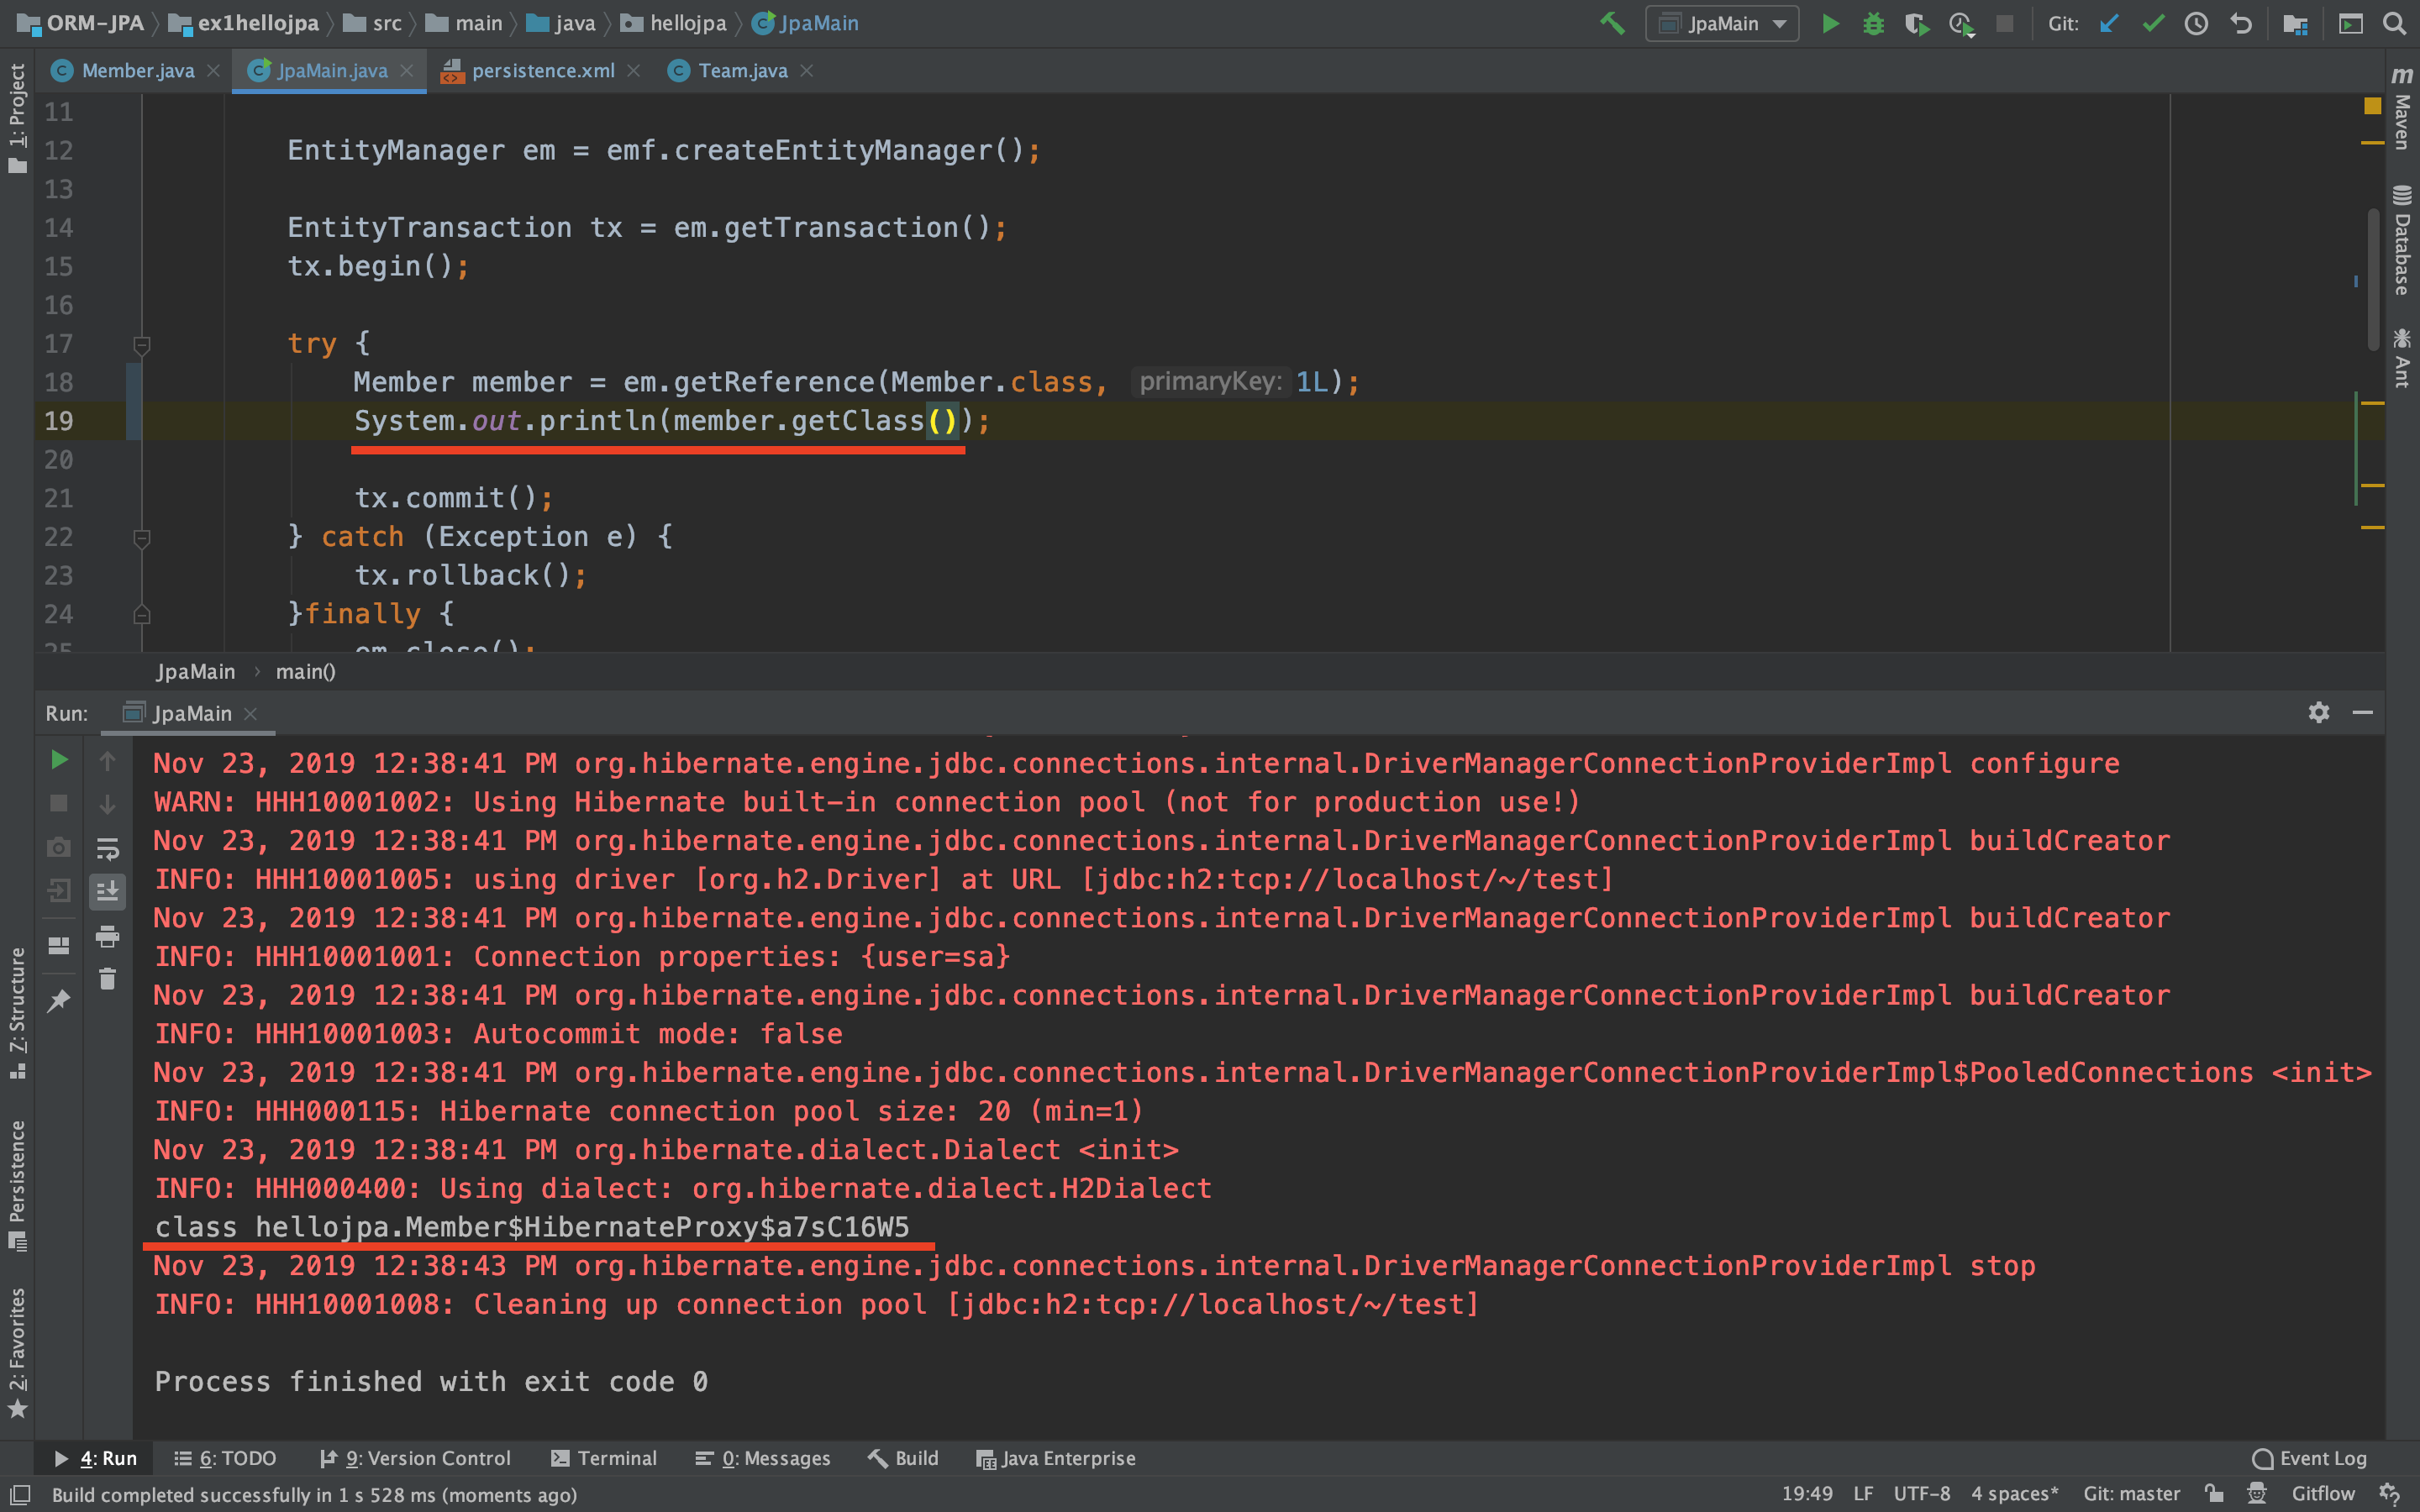 ORM-JPA ex1hellojpa src main java hellojpa JpaMain JpaMain Git:
Member.java JpaMain.java persistence.xml Team.java
1: Project
Maven
Database
Ant
11
12 EntityManager em = emf.createEntityManager();
13
14 EntityTransaction tx = em.getTransaction();
15 tx.begin();
16
17 try {
18 Member member = em.getReference(Member.class, primaryKey: 1L);
19 System.out.println(member.getClass());
20
21 tx.commit();
22 } catch (Exception e) {
23 tx.rollback();
24 }finally {
25 em.close();
JpaMain › main()
Run: JpaMain
Nov 23, 2019 12:38:41 PM org.hibernate.engine.jdbc.connections.internal.DriverManagerConnectionProviderImpl configure
WARN: HHH10001002: Using Hibernate built-in connection pool (not for production use!)
Nov 23, 2019 12:38:41 PM org.hibernate.engine.jdbc.connections.internal.DriverManagerConnectionProviderImpl buildCreator
INFO: HHH10001005: using driver [org.h2.Driver] at URL [jdbc:h2:tcp://localhost/~/test]
Nov 23, 2019 12:38:41 PM org.hibernate.engine.jdbc.connections.internal.DriverManagerConnectionProviderImpl buildCreator
INFO: HHH10001001: Connection properties: {user=sa}
Nov 23, 2019 12:38:41 PM org.hibernate.engine.jdbc.connections.internal.DriverManagerConnectionProviderImpl buildCreator
INFO: HHH10001003: Autocommit mode: false
Nov 23, 2019 12:38:41 PM org.hibernate.engine.jdbc.connections.internal.DriverManagerConnectionProviderImpl$PooledConnections <init>
INFO: HHH000115: Hibernate connection pool size: 20 (min=1)
Nov 23, 2019 12:38:41 PM org.hibernate.dialect.Dialect <init>
INFO: HHH000400: Using dialect: org.hibernate.dialect.H2Dialect
class hellojpa.Member$HibernateProxy$a7sC16W5
Nov 23, 2019 12:38:43 PM org.hibernate.engine.jdbc.connections.internal.DriverManagerConnectionProviderImpl stop
INFO: HHH10001008: Cleaning up connection pool [jdbc:h2:tcp://localhost/~/test]
Process finished with exit code 0
7: Structure
Persistence
2: Favorites
4: Run 6: TODO 9: Version Control Terminal 0: Messages Build Java Enterprise Event Log
Build completed successfully in 1 s 528 ms (moments ago) 19:49 LF UTF-8 4 spaces* Git: master Gitflow